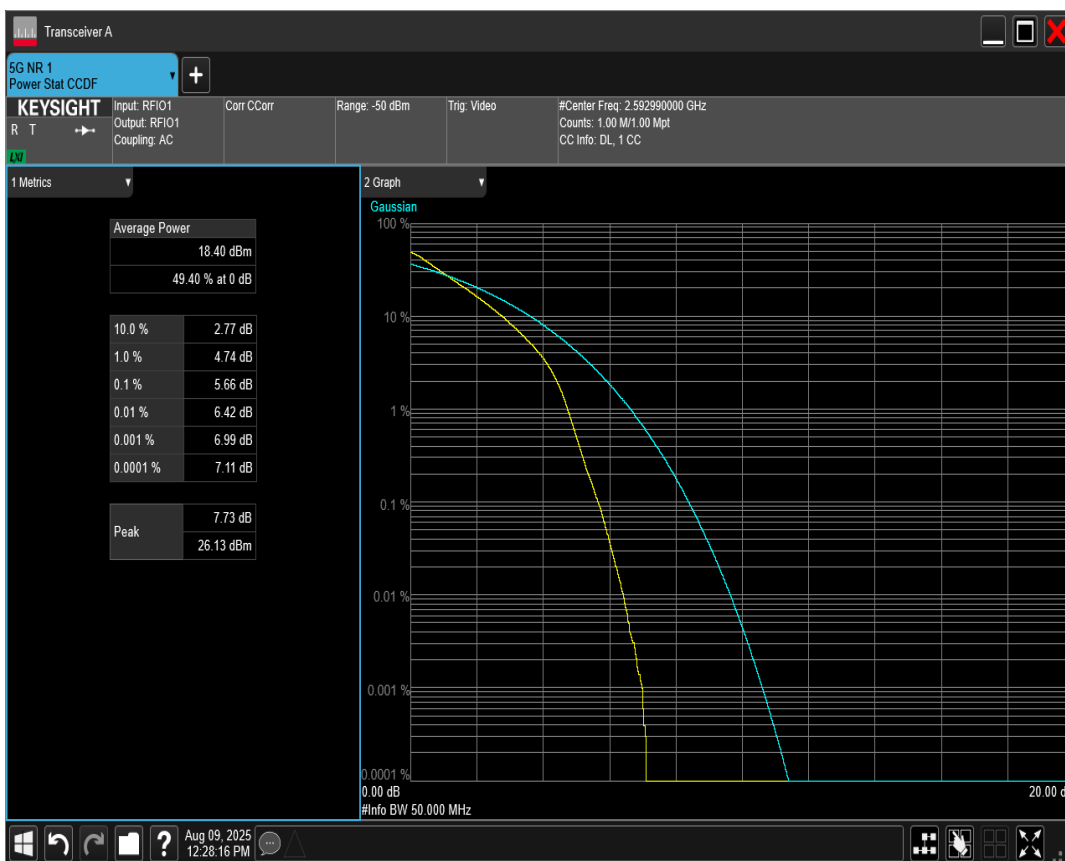 Transceiver A
5G NR 1
Power Stat CCDF
KEYSIGHT
R T
LXI
Input: RFIO1
Output: RFIO1
Coupling: AC
Corr CCorr
Range: -50 dBm
Trig: Video
#Center Freq: 2.592990000 GHz
Counts: 1.00 M/1.00 Mpt
CC Info: DL, 1 CC
1 Metrics
Average Power
18.40 dBm
49.40 % at 0 dB
10.0 % 2.77 dB
1.0 % 4.74 dB
0.1 % 5.66 dB
0.01 % 6.42 dB
0.001 % 6.99 dB
0.0001 % 7.11 dB
Peak 7.73 dB
26.13 dBm
2 Graph
Gaussian
100 %
10 %
1 %
0.1 %
0.01 %
0.001 %
0.0001 %
0.00 dB 20.00 d
#Info BW 50.000 MHz
Aug 09, 2025
12:28:16 PM